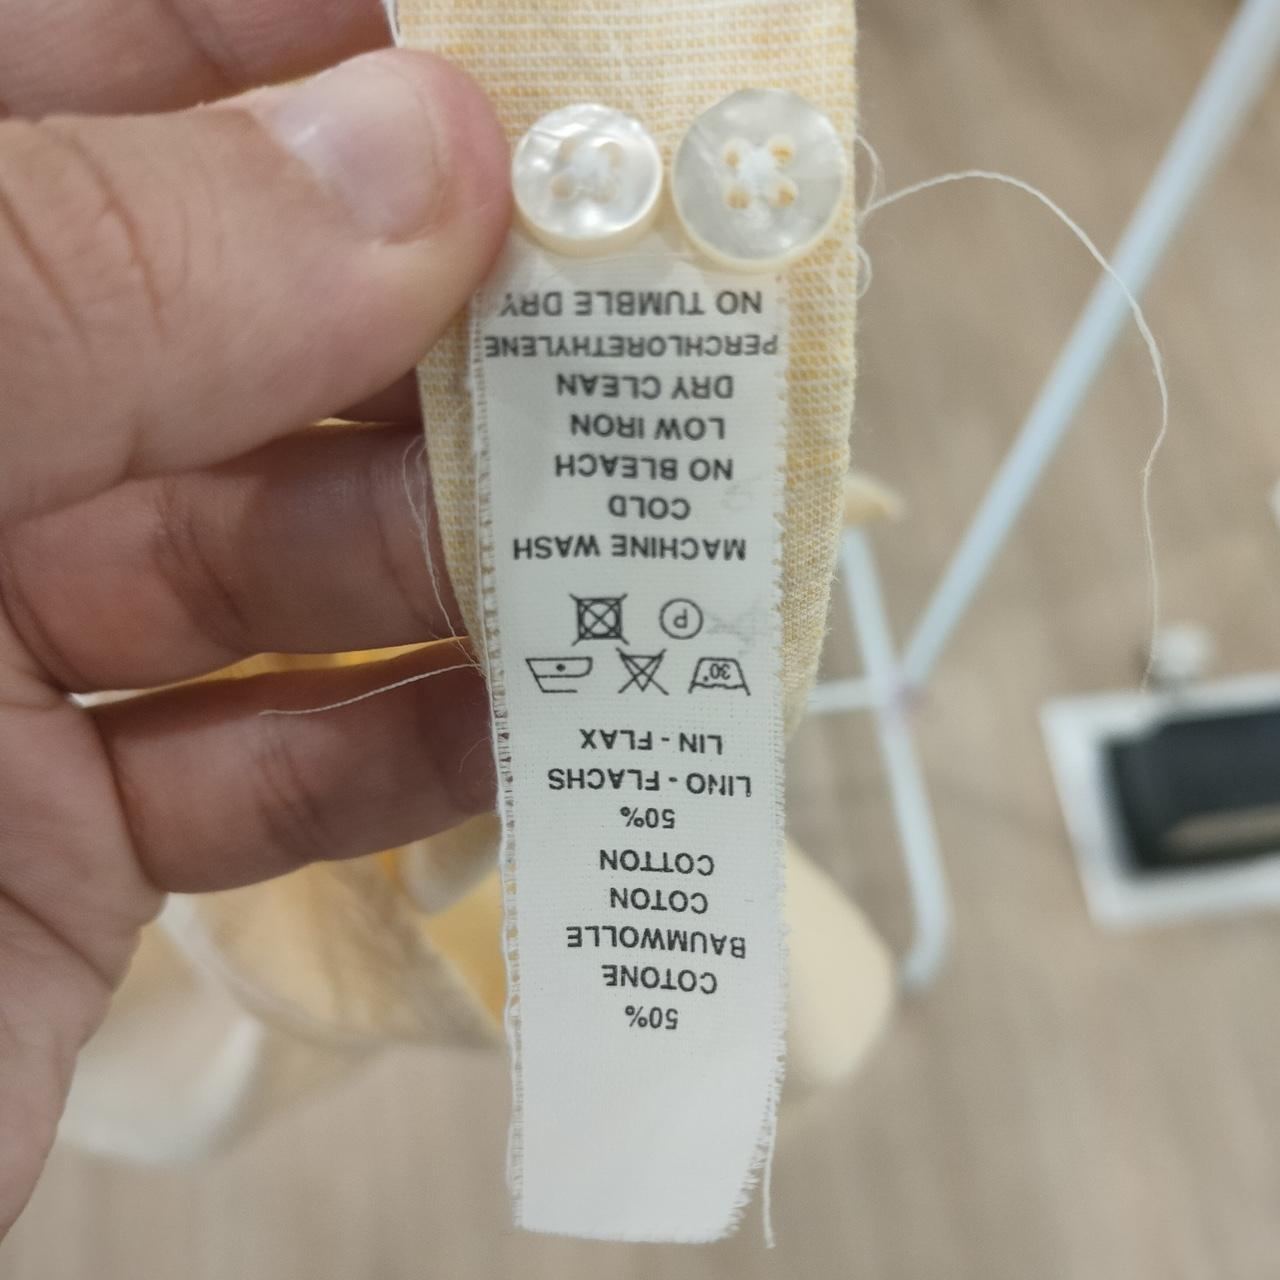 50%
COTONE
BAUMWOLLE
COTON
COTTON
50%
LINO - FLACHS
LIN - FLAX
30°
P
MACHINE WASH
COLD
NO BLEACH
LOW IRON
DRY CLEAN
PERCHLORETHYLENE
NO TUMBLE DRY